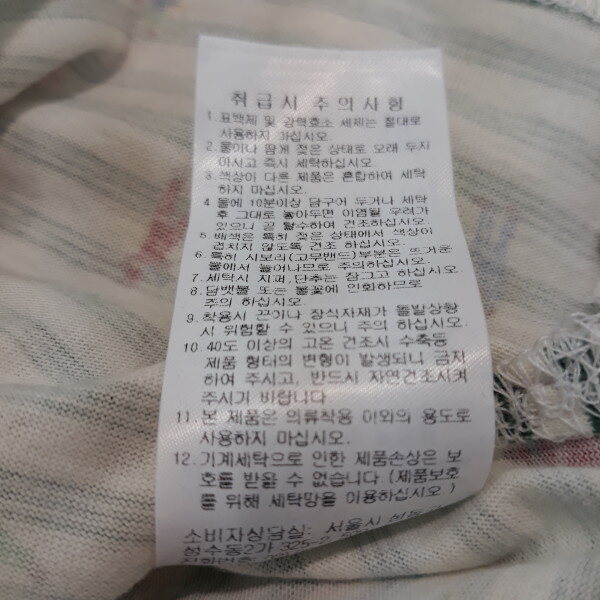 취급시 주의사항
1. 표백제 및 강력효소 세제는 절대로
사용하지 마십시오.
2. 물이나 땀에 젖은 상태로 오래 두지
마시고 즉시 세탁하십시오
3. 색상이 다른 제품은 혼합하여 세탁
하지 마십시오.
4. 물에 10분이상 담구어 두거나 세탁
후 그대로 놓아두면 이염될 우려가
있으니 곧 탈수하여 건조하십시오.
5. 배색은 특히 젖은 상태에서 색상이
겹치지 않도록 건조 하십시오.
6. 특히 시보리(고무밴드)부분은 뜨거운
물에서 늘어나므로 주의하십시오.
7. 세탁시 지퍼,단추는 잠그고 하십시오.
8. 담뱃불 또는 불꽃에 인화하므로
주의 하십시오.
9. 착용시 끈이나 장식자재가 돌발상황
시 위험할 수 있으니 주의 하십시오.
10. 40도 이상의 고온 건조시 수축등
제품 형터의 변형이 발생되니 금지
하여 주시고, 반드시 자연건조시켜
주시기 바랍니다
11. 본 제품은 의류착용 이와의 용도로
사용하지 마십시오.
12. 기계세탁으로 인한 제품손상은 보
호를 받을 수 없습니다 (제품보호
를 위해 세탁망을 이용하십시오 )
소비자상담실: 서울시 성동구
성수동2가 325-2
전화번호: